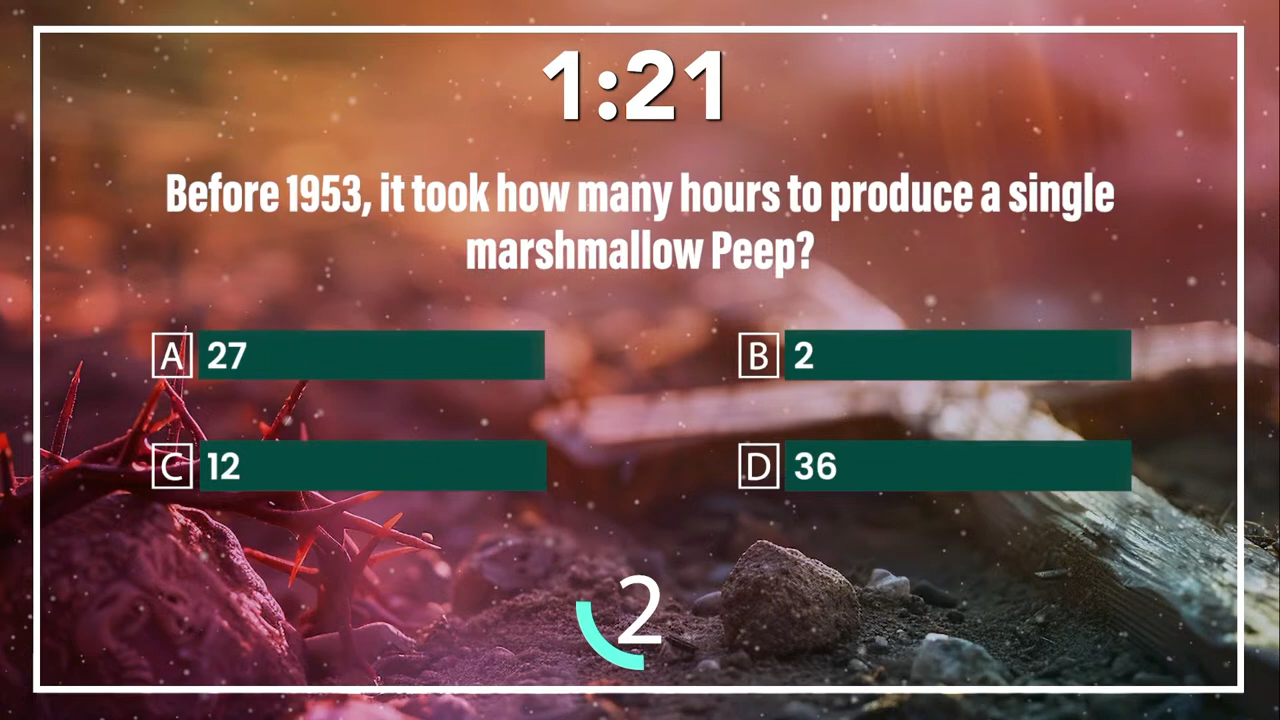 1:21
Before 1953, it took how many hours to produce a single
marshmallow Peep?
A 27
B 2
C 12
D 36
2